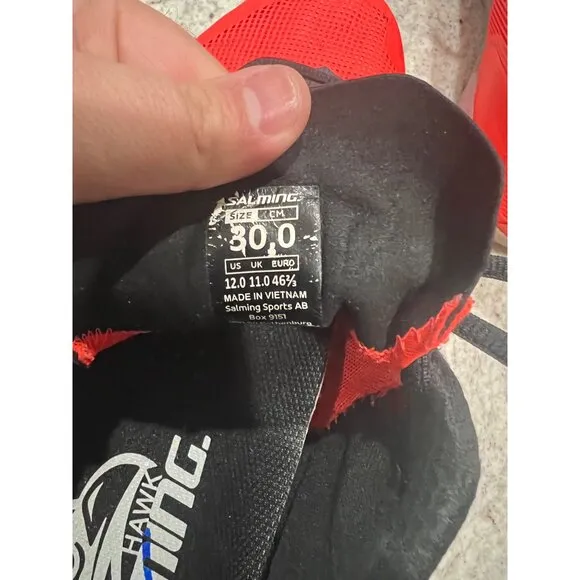 SALMING.
SIZE CM
30,0
US UK EURO
12.0 11.0 46⅔
MADE IN VIETNAM
Salming Sports AB
Box 9151
HAWK